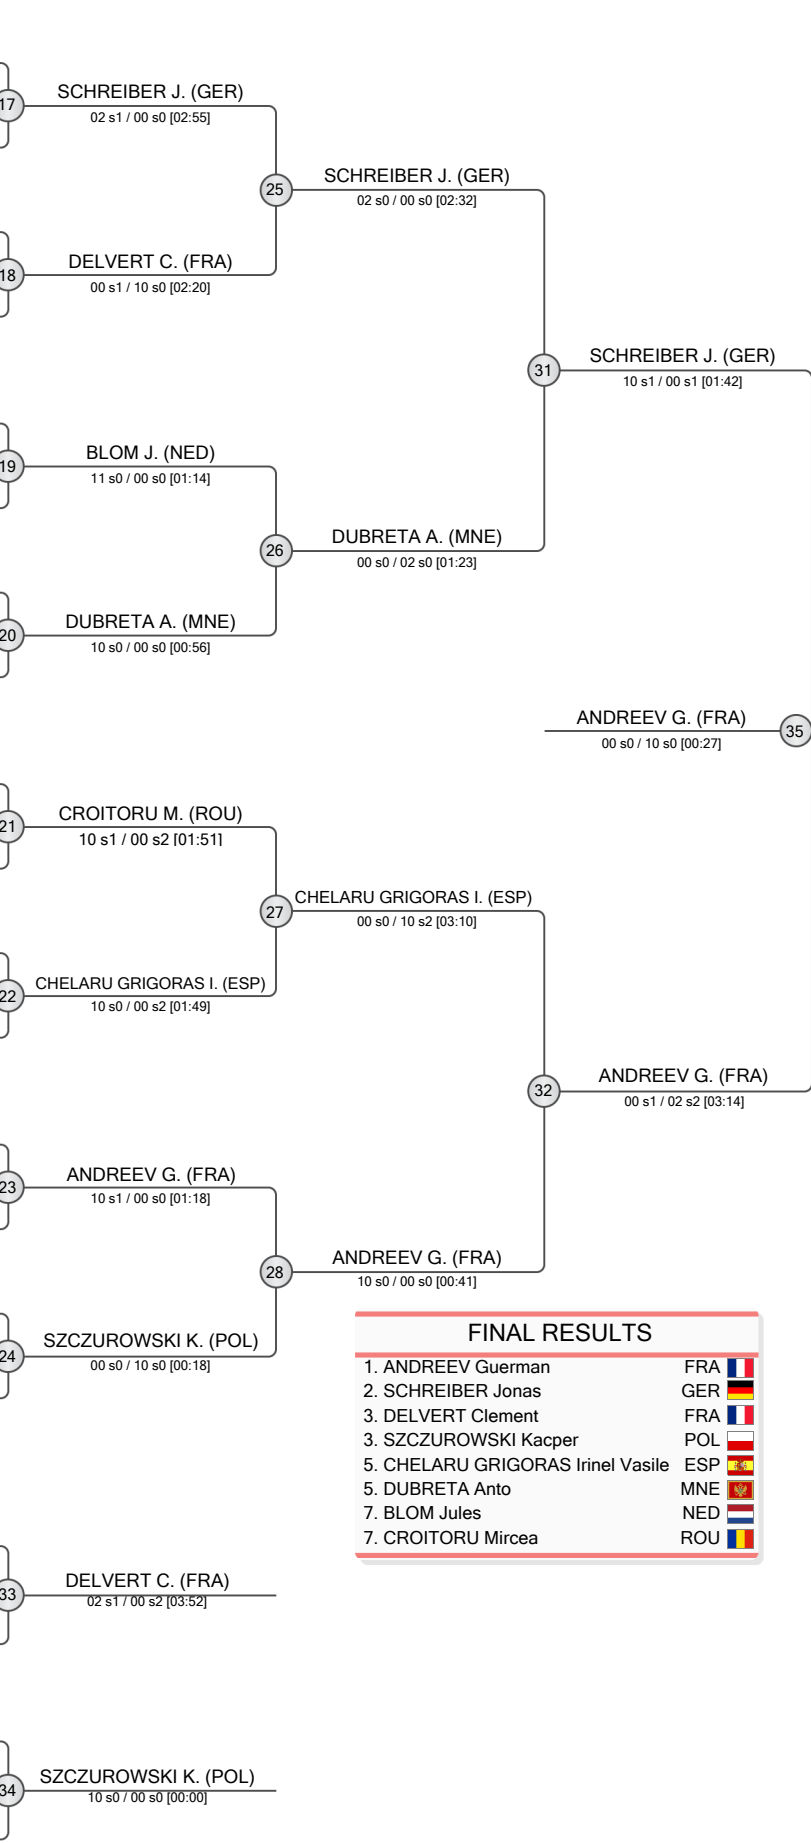 SCHREIBER J. (GER)
17
02 s1 / 00 s0 [02:55]
SCHREIBER J. (GER)
25
02 s0 / 00 s0 [02:32]
DELVERT C. (FRA)
18
00 s1 / 10 s0 [02:20]
SCHREIBER J. (GER)
31
10 s1 / 00 s1 [01:42]
BLOM J. (NED)
19
11 s0 / 00 s0 [01:14]
DUBRETA A. (MNE)
26
00 s0 / 02 s0 [01:23]
DUBRETA A. (MNE)
20
10 s0 / 00 s0 [00:56]
ANDREEV G. (FRA)
35
00 s0 / 10 s0 [00:27]
CROITORU M. (ROU)
21
10 s1 / 00 s2 [01:51]
CHELARU GRIGORAS I. (ESP)
27
00 s0 / 10 s2 [03:10]
CHELARU GRIGORAS I. (ESP)
22
10 s0 / 00 s2 [01:49]
ANDREEV G. (FRA)
32
00 s1 / 02 s2 [03:14]
ANDREEV G. (FRA)
23
10 s1 / 00 s0 [01:18]
ANDREEV G. (FRA)
28
10 s0 / 00 s0 [00:41]
SZCZUROWSKI K. (POL)
24
00 s0 / 10 s0 [00:18]
FINAL RESULTS
1. ANDREEV Guerman FRA
2. SCHREIBER Jonas GER
3. DELVERT Clement FRA
3. SZCZUROWSKI Kacper POL
5. CHELARU GRIGORAS Irinel Vasile ESP
5. DUBRETA Anto MNE
7. BLOM Jules NED
7. CROITORU Mircea ROU
DELVERT C. (FRA)
33
02 s1 / 00 s2 [03:52]
SZCZUROWSKI K. (POL)
34
10 s0 / 00 s0 [00:00]